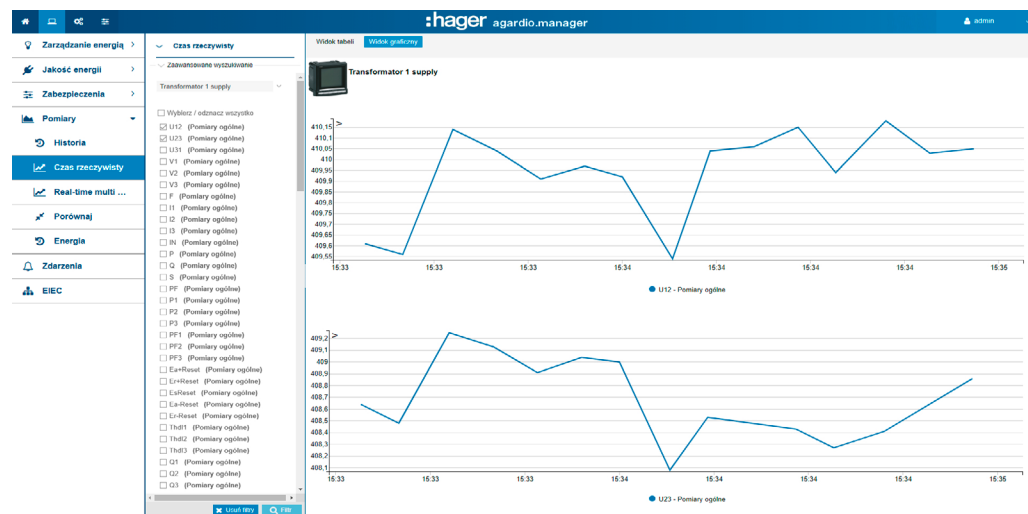 :hager agardio.manager
admin
Zarządzanie energią
Jakość energii
Zabezpieczenia
Pomiary
Historia
Czas rzeczywisty
Real-time multi ...
Porównaj
Energia
Zdarzenia
EIEC
Czas rzeczywisty
Zaawansowane wyszukiwanie
Transformator 1 supply
Wybierz / odznacz wszystko
U12 (Pomiary ogólne)
U23 (Pomiary ogólne)
U31 (Pomiary ogólne)
V1 (Pomiary ogólne)
V2 (Pomiary ogólne)
V3 (Pomiary ogólne)
F (Pomiary ogólne)
I1 (Pomiary ogólne)
I2 (Pomiary ogólne)
I3 (Pomiary ogólne)
IN (Pomiary ogólne)
P (Pomiary ogólne)
Q (Pomiary ogólne)
S (Pomiary ogólne)
PF (Pomiary ogólne)
P1 (Pomiary ogólne)
P2 (Pomiary ogólne)
P3 (Pomiary ogólne)
PF1 (Pomiary ogólne)
PF2 (Pomiary ogólne)
PF3 (Pomiary ogólne)
Ea+Reset (Pomiary ogólne)
Er+Reset (Pomiary ogólne)
EsReset (Pomiary ogólne)
Ea-Reset (Pomiary ogólne)
Er-Reset (Pomiary ogólne)
ThdI1 (Pomiary ogólne)
ThdI2 (Pomiary ogólne)
ThdI3 (Pomiary ogólne)
Q1 (Pomiary ogólne)
Q2 (Pomiary ogólne)
Q3 (Pomiary ogólne)
Usuń filtry
Filtr
Widok tabeli Widok graficzny
Transformator 1 supply
V
410,15
410,1
410,05
410
409,95
409,9
409,85
409,8
409,75
409,7
409,65
409,6
409,55
15:33 15:33 15:33 15:34 15:34 15:34 15:34 15:35
U12 - Pomiary ogólne
V
409,2
409,1
409
408,9
408,8
408,7
408,6
408,5
408,4
408,3
408,2
408,1
15:33 15:33 15:33 15:34 15:34 15:34 15:34 15:35
U23 - Pomiary ogólne